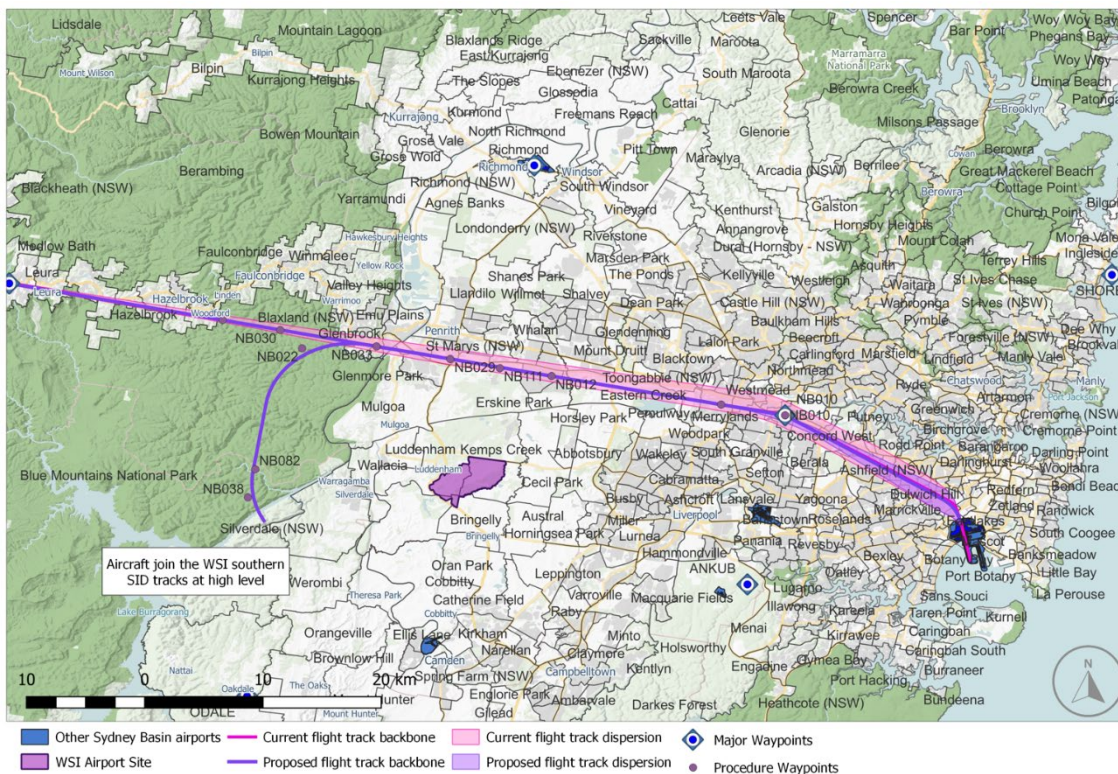 Lidsdale
Mountain Lagoon
Blaxlands Ridge
Sackville
Leets Vale
Maroota
Spencer
Bar Point
Woy Woy Bay
Phegans Bay
Bilpin
Bilpin
Mount Wilson
Kurrajong Heights
East/Kurrajong
The Slopes
Ebenezer (NSW)
Glossodia
South Maroota
Marramarra
National Park
Berowra Creek
Woy Woy
Umina Beach
Patonga
Brooklyn
Kurmond
Kurrajong
Freemans Reach
Cattai
Glenorie
Milsons Passage
Bowen Mountain
Grose Vale
Grose Wold
North Richmond
Richmond
Pitt Town
Maraylya
Arcadia (NSW)
Berrilee
Cowan
Berowra
Berambing
Richmond
Windsor
Great Mackerel Beach
Cottage Point
Blackheath (NSW)
Richmond (NSW)
South Windsor
Yarramundi
Agnes Banks
Vineyard
Kenthurst
Galston
Berowra
Church Point
Londonderry (NSW)
Annangrove
Hornsby Heights
Mount Colah
Medlow Bath
Hawkesbury Heights
Riverstone
Dural (Hornsby - NSW)
Mona Vale
Faulconbridge
Winmalee
Yellow Rock
Marsden Park
Asquith
Terrey Hills
Ingleside
Leura
Leura
Faulconbridge
Shanes Park
The Ponds
Kellyville
Westleigh
Waitara
St Ives Chase
Hazelbrook
Linden
Valley Heights
Warrimoo
Llandilo
Willmot
Shalvey
Dean Park
Castle Hill (NSW)
Wahroonga
St Ives (NSW)
Hazelbrook
Woodford
Blaxland (NSW)
Emu Plains
Baulkham Hills
Pymble
NB030
Glenbrook
Penrith
Whalan
Glendenning
Beecroft
Forestville (NSW)
NB022
NB033
St Marys (NSW)
Mount Druitt
Lalor Park
Carlingford
Marsfield
Lindfield
Manly Vale
Glenmore Park
NB029
Blacktown
Northmead
Chatswood
Manly
NB111
NB012
Toongabbie (NSW)
Westmead
Ryde
Artarmon
Port Jackson
Mulgoa
Erskine Park
Eastern Creek
NB010
Greenwich
Cremorne (NSW)
Mulgoa
Horsley Park
Pemulwuy
Merrylands
NB010
Putney
Birchgrove
Cremorne Point
Woodpark
Concord West
Rodd Point
Barangaroo
Luddenham
Kemps Creek
Abbotsbury
Wakeley
South Granville
Darling Point
NB082
Wallacia
Luddenham
Berala
Ashfield (NSW)
Darlinghurst
Woollahra
Blue Mountains National Park
Warragamba
Cabramatta
Sefton
Redfern
NB038
Silverdale
Cecil Park
Ashcroft
Lansvale
Yagoona
Dulwich Hill
Zetland
Silverdale (NSW)
Bringelly
Austral
Busby
Miller
Liverpool
Bankstown
Roselands
Marrickville
Randwick
Bringelly
Horningsea Park
Lurnea
Panania
Revesby
South Coogee
Aircraft join the WSI southern
SID tracks at high level
Oran Park
Hammondville
Bexley
Botany
Banksmeadow
Cobbitty
Leppington
ANKUB
Oatley
Port Botany
Little Bay
Werombi
Theresa Park
Catherine Field
Varroville
Macquarie Fields
Lugarno
Sans Souci
La Perouse
Lake Burragorang
Cobbitty
Raby
Illawong
Kareela
Taren Point
Kurnell
Orangeville
Ellis Lane
Kirkham
Minto
Menai
Kirrawee
Caringbah
Nattai
Brownlow Hill
Camden
Narellan
Claymore
Holsworthy
Caringbah South
Oakdale
The Oaks
Spring Farm (NSW)
Campbelltown
Kentlyn
Engadine
Gymea Bay
Burraneer
Port Hacking
Mount Hunter
Englorie Park
Ambarvale
Darkes Forest
Heathcote (NSW)
Bundeena
Gilead
10 0 10 20 km
N
Other Sydney Basin airports
Current flight track backbone
Current flight track dispersion
Major Waypoints
WSI Airport Site
Proposed flight track backbone
Proposed flight track dispersion
Procedure Waypoints